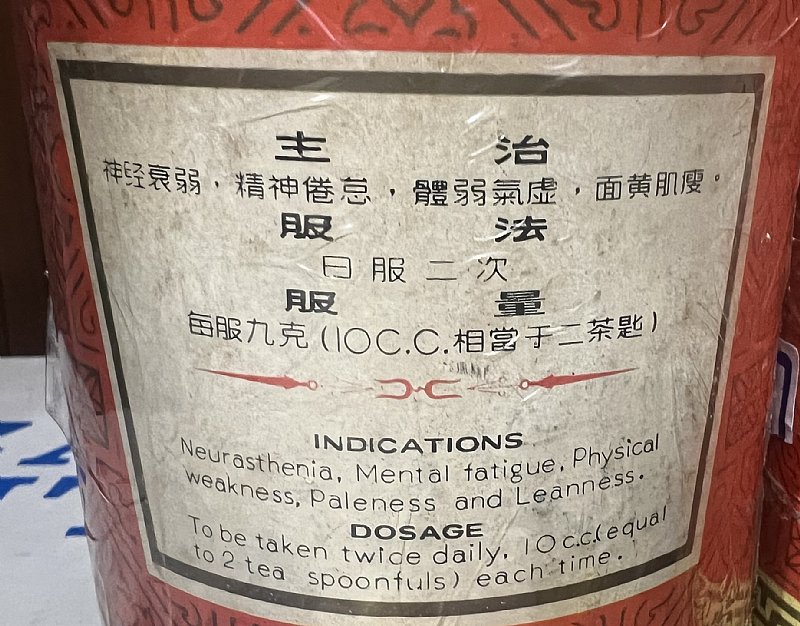 主治
神经衰弱，精神倦怠，體弱氣虛，面黄肌瘦。
服法
日服二次
服量
每服九克(10C.C.相當于二茶匙)
INDICATIONS
Neurasthenia, Mental fatigue, Physical
weakness, Paleness and Leanness.
DOSAGE
To be taken twice daily, 10c.c.(equal
to 2 tea spoonfuls) each time.